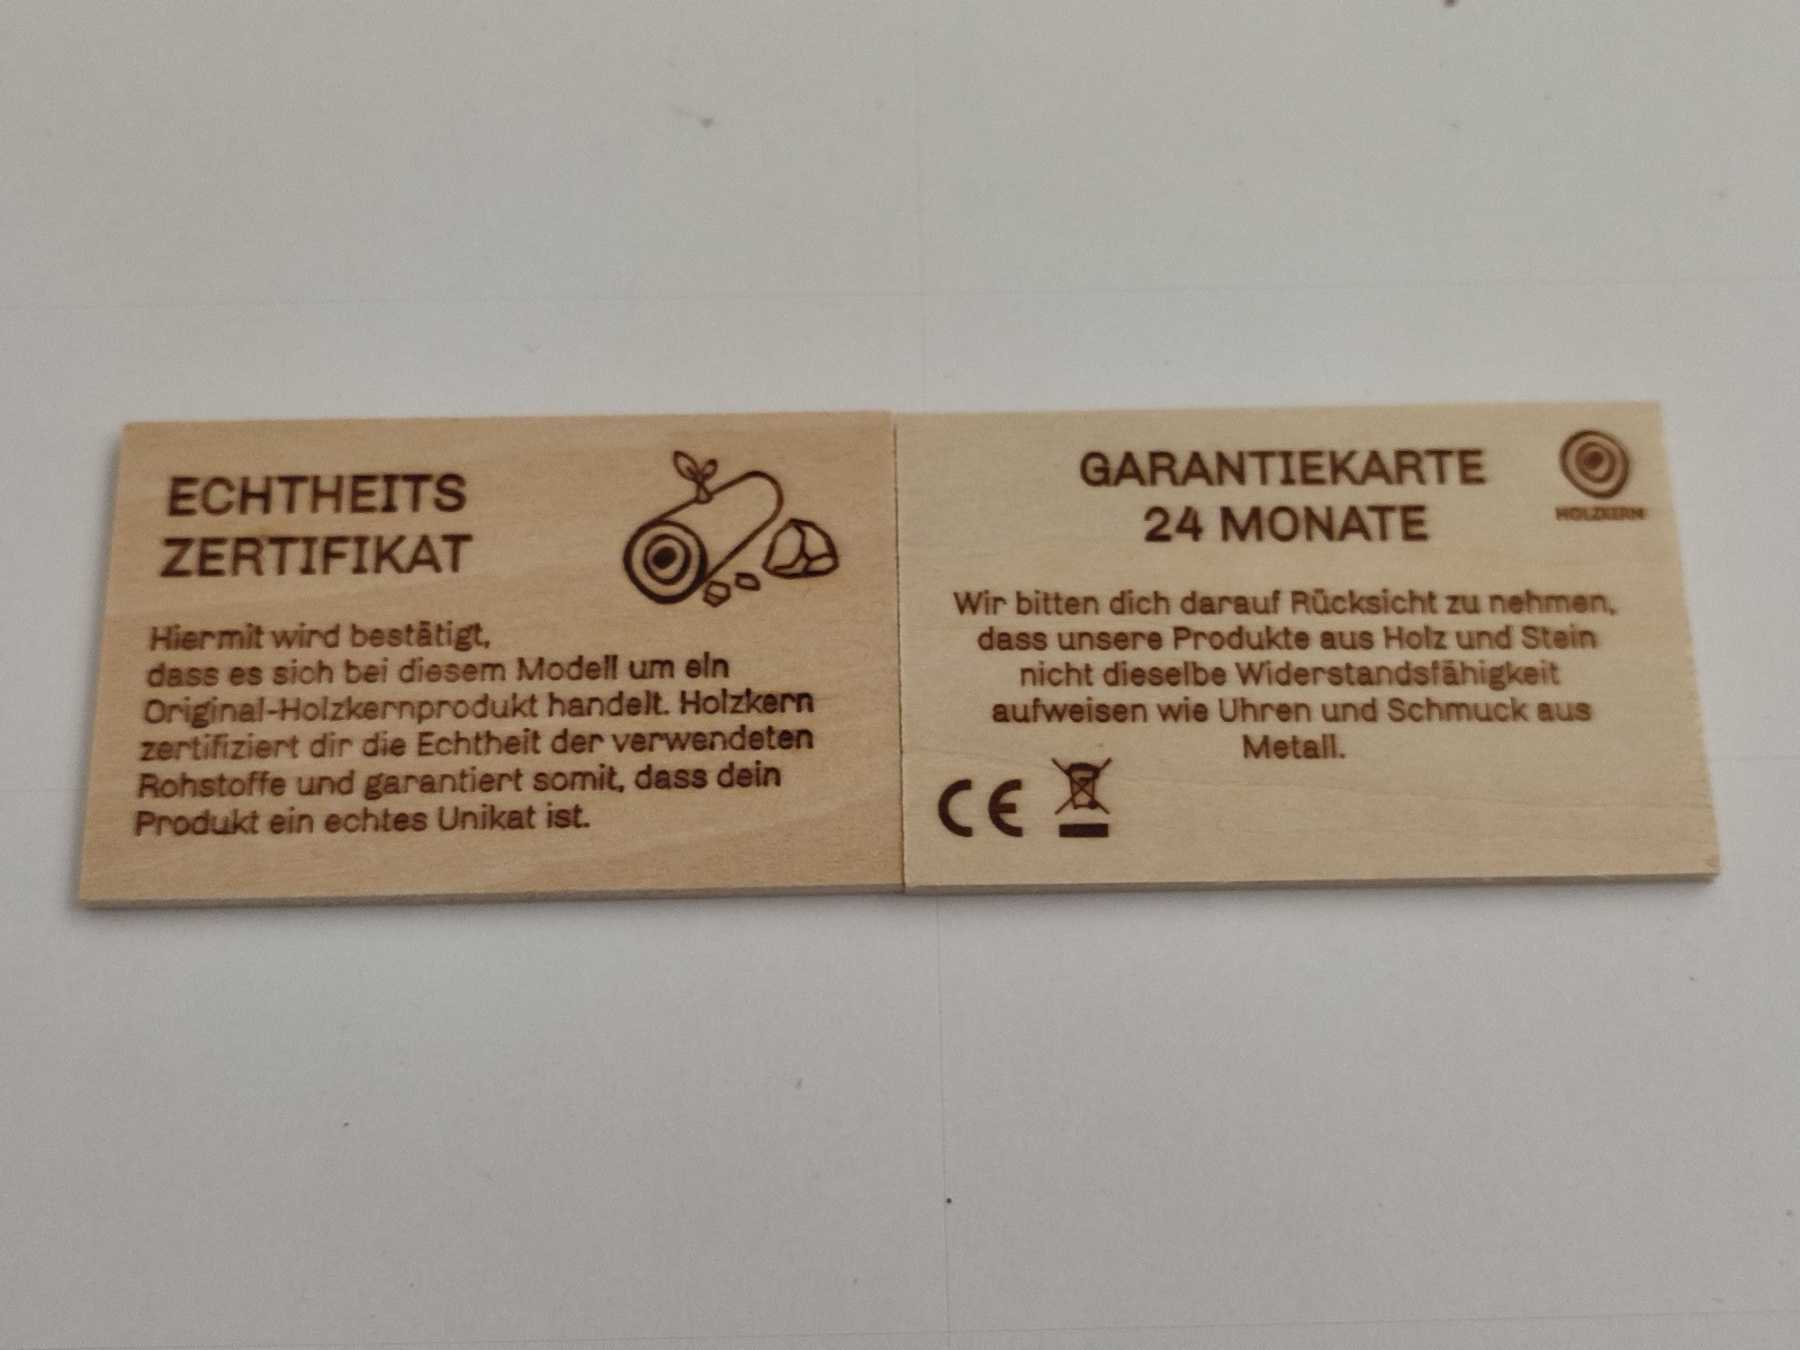 ECHTHEITS
ZERTIFIKAT
Hiermit wird bestätigt,
dass es sich bei diesem Modell um ein
Original-Holzkernprodukt handelt. Holzkern
zertifiziert dir die Echtheit der verwendeten
Rohstoffe und garantiert somit, dass dein
Produkt ein echtes Unikat ist.
GARANTIEKARTE
24 MONATE
HOLZKERN
Wir bitten dich darauf Rücksicht zu nehmen,
dass unsere Produkte aus Holz und Stein
nicht dieselbe Widerstandsfähigkeit
aufweisen wie Uhren und Schmuck aus
Metall.
CE